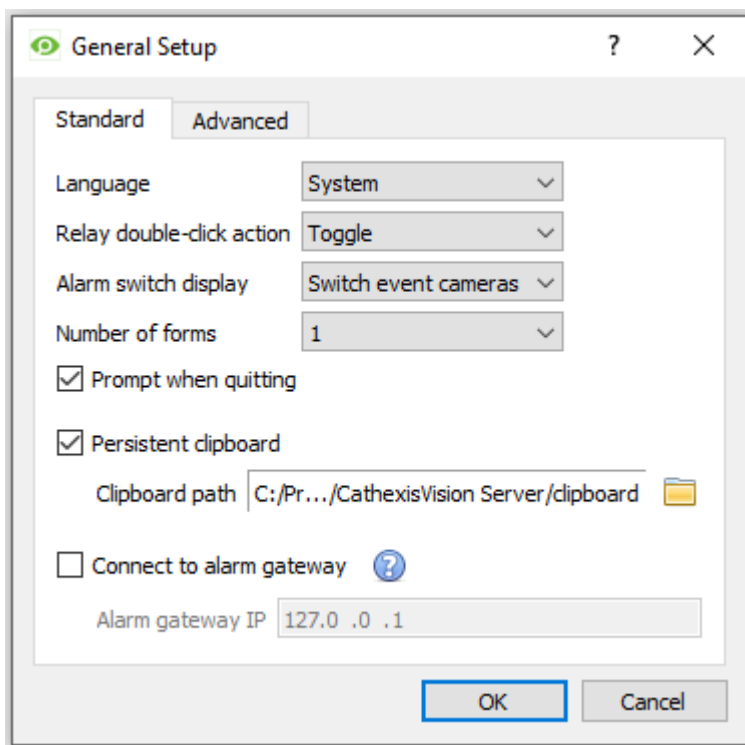 General Setup
?
Standard
Advanced
Language
System
Relay double-click action
Toggle
Alarm switch display
Switch event cameras
Number of forms
1
Prompt when quitting
Persistent clipboard
Clipboard path
C:/Pr.../CathexisVision Server/clipboard
Connect to alarm gateway
?
Alarm gateway IP
127.0 .0 .1
OK
Cancel